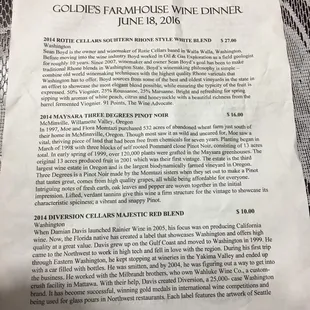 GOLDIE'S FARMHOUSE WINE DINNER
JUNE 18, 2016
2014 ROTIE CELLARS SOUTHERN RHONE STYLE WHITE BLEND $ 27.00
Washington
Sean Boyd is the owner and winemaker of Rotie Cellars based in Walla Walla, Washington.
Before moving into the wine industry Boyd worked in Oil & Gas Exploration as a field geologist
for roughly 10 years. Since 2007, winemaker and owner Sean Boyd's goal has been to make
traditional Rhone blends in Washington State. Boyd's winemaking philosophy is simple:
combine old world winemaking techniques with the highest quality Rhone varietals that
Washington has to offer. Boyd sources from some of the best and oldest vineyards in the state in
an effort to showcase the most elegant blend possible, while ensuring the typicity of the fruit is
expressed. 50% Viognier, 25% Roussanne, 25% Marsanne. Bright and refreshing for spring
sipping with aromas of white peach, citrus and honeysuckle with a beautiful richness from the
barrel fermented Viognier. 91 Points, The Wine Advocate.
2014 MAYSARA THREE DEGREES PINOT NOIR $ 16.00
McMinnville, Willamette Valley, Oregon
In 1997, Moe and Flora Momtazi purchased 532 acres of abandoned wheat farm just south of
their home in McMinnville, Oregon. Though most saw it as wild and uncared for, Moe saw a
vital, thriving piece of land that had been free from chemicals for seven years. Planting began in
March of 1998 with three blocks of self rooted Pommard clone Pinot Noir, consisting of 13 acres
total. In early spring of 1999, over 120,000 plants were grafted in the Maysara greenhouses. The
original 13 acres produced fruit in 2001 which was their first vintage. The estate is the third
largest wine estate in Oregon and is the largest biodynamically farmed vineyard in Oregon.
Three Degrees is a Pinot Noir made by the Momtazi sisters when they set out to make a Pinot
that tastes great, comes from high quality grapes, all while being affordable for everyone.
Intriguing notes of fresh oak, oak leaves and pepper are woven together in the initial
impression. Lifted, verdant tannins give this wine a firm structure for the vintage to showcase its
characteristic spiciness; a vibrant and snappy Pinot.
2014 DIVERSION CELLARS MAJESTIC RED BLEND $ 10.00
Washington
When Damian Davis launched Rainier Wine in 2005, his focus was on producing California
wine. Now, the Florida native has created a label that showcases Washington and offers high
quality at a great value. Davis grew up on the Gulf Coast and moved to Washington in 1999. He
came to the Northwest to work in high tech and fell in love with the region. During his first trip
through Eastern Washington, he kept stopping at wineries in the Yakima Valley and ended up
with a car filled with bottles. He was smitten, and by 2004, he was figuring out a way to get into
the business. He worked with the Milbrandt brothers, who own Wahluke Wine Co., a custom-
crush facility in Mattawa. With their help, Davis created Diversion, a 25,000- case Washington
brand. It has become successful, winning gold medals in international wine competitions and
being used for glass pours in Northwest restaurants. Each label features the artwork of Seattle